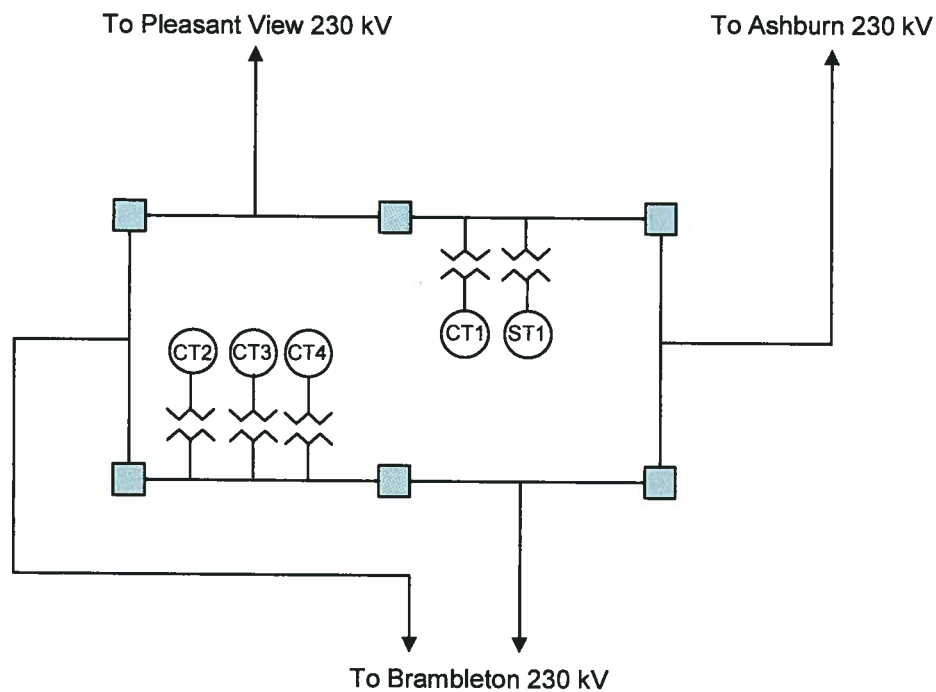 To Pleasant View 230 kV
To Ashburn 230 kV
CT1
ST1
CT2
CT3
CT4
To Brambleton 230 kV